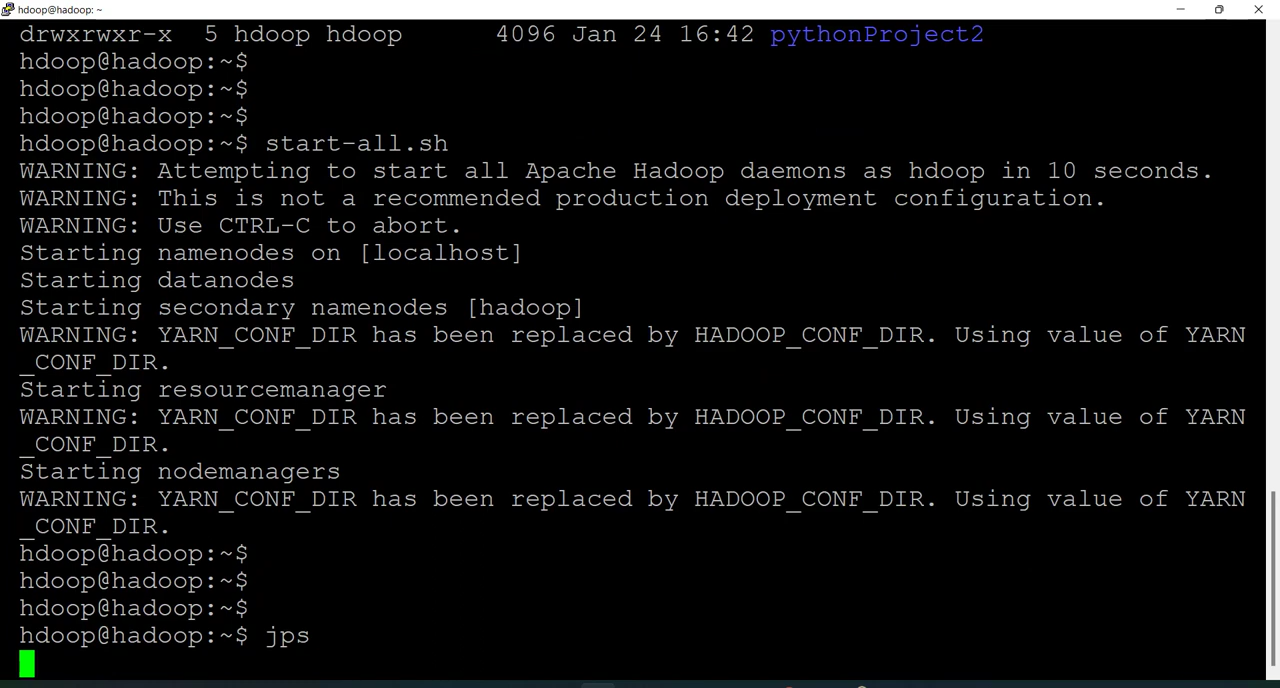 hdoop@hadoop: ~
drwxrwxr-x  5 hdoop hdoop      4096 Jan 24 16:42 pythonProject2
hdoop@hadoop:~$
hdoop@hadoop:~$
hdoop@hadoop:~$
hdoop@hadoop:~$ start-all.sh
WARNING: Attempting to start all Apache Hadoop daemons as hdoop in 10 seconds.
WARNING: This is not a recommended production deployment configuration.
WARNING: Use CTRL-C to abort.
Starting namenodes on [localhost]
Starting datanodes
Starting secondary namenodes [hadoop]
WARNING: YARN_CONF_DIR has been replaced by HADOOP_CONF_DIR. Using value of YARN
_CONF_DIR.
Starting resourcemanager
WARNING: YARN_CONF_DIR has been replaced by HADOOP_CONF_DIR. Using value of YARN
_CONF_DIR.
Starting nodemanagers
WARNING: YARN_CONF_DIR has been replaced by HADOOP_CONF_DIR. Using value of YARN
_CONF_DIR.
hdoop@hadoop:~$
hdoop@hadoop:~$
hdoop@hadoop:~$
hdoop@hadoop:~$ jps